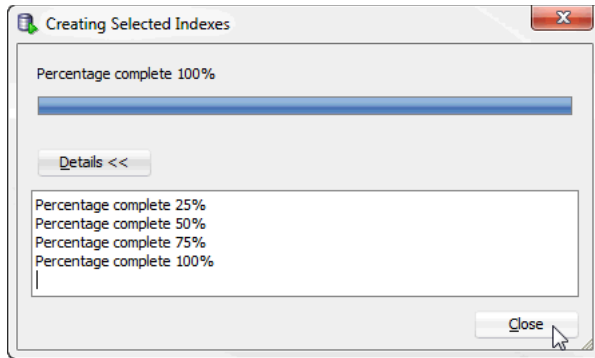 Creating Selected Indexes
Percentage complete 100%
Details <<
Percentage complete 25%
Percentage complete 50%
Percentage complete 75%
Percentage complete 100%
Close